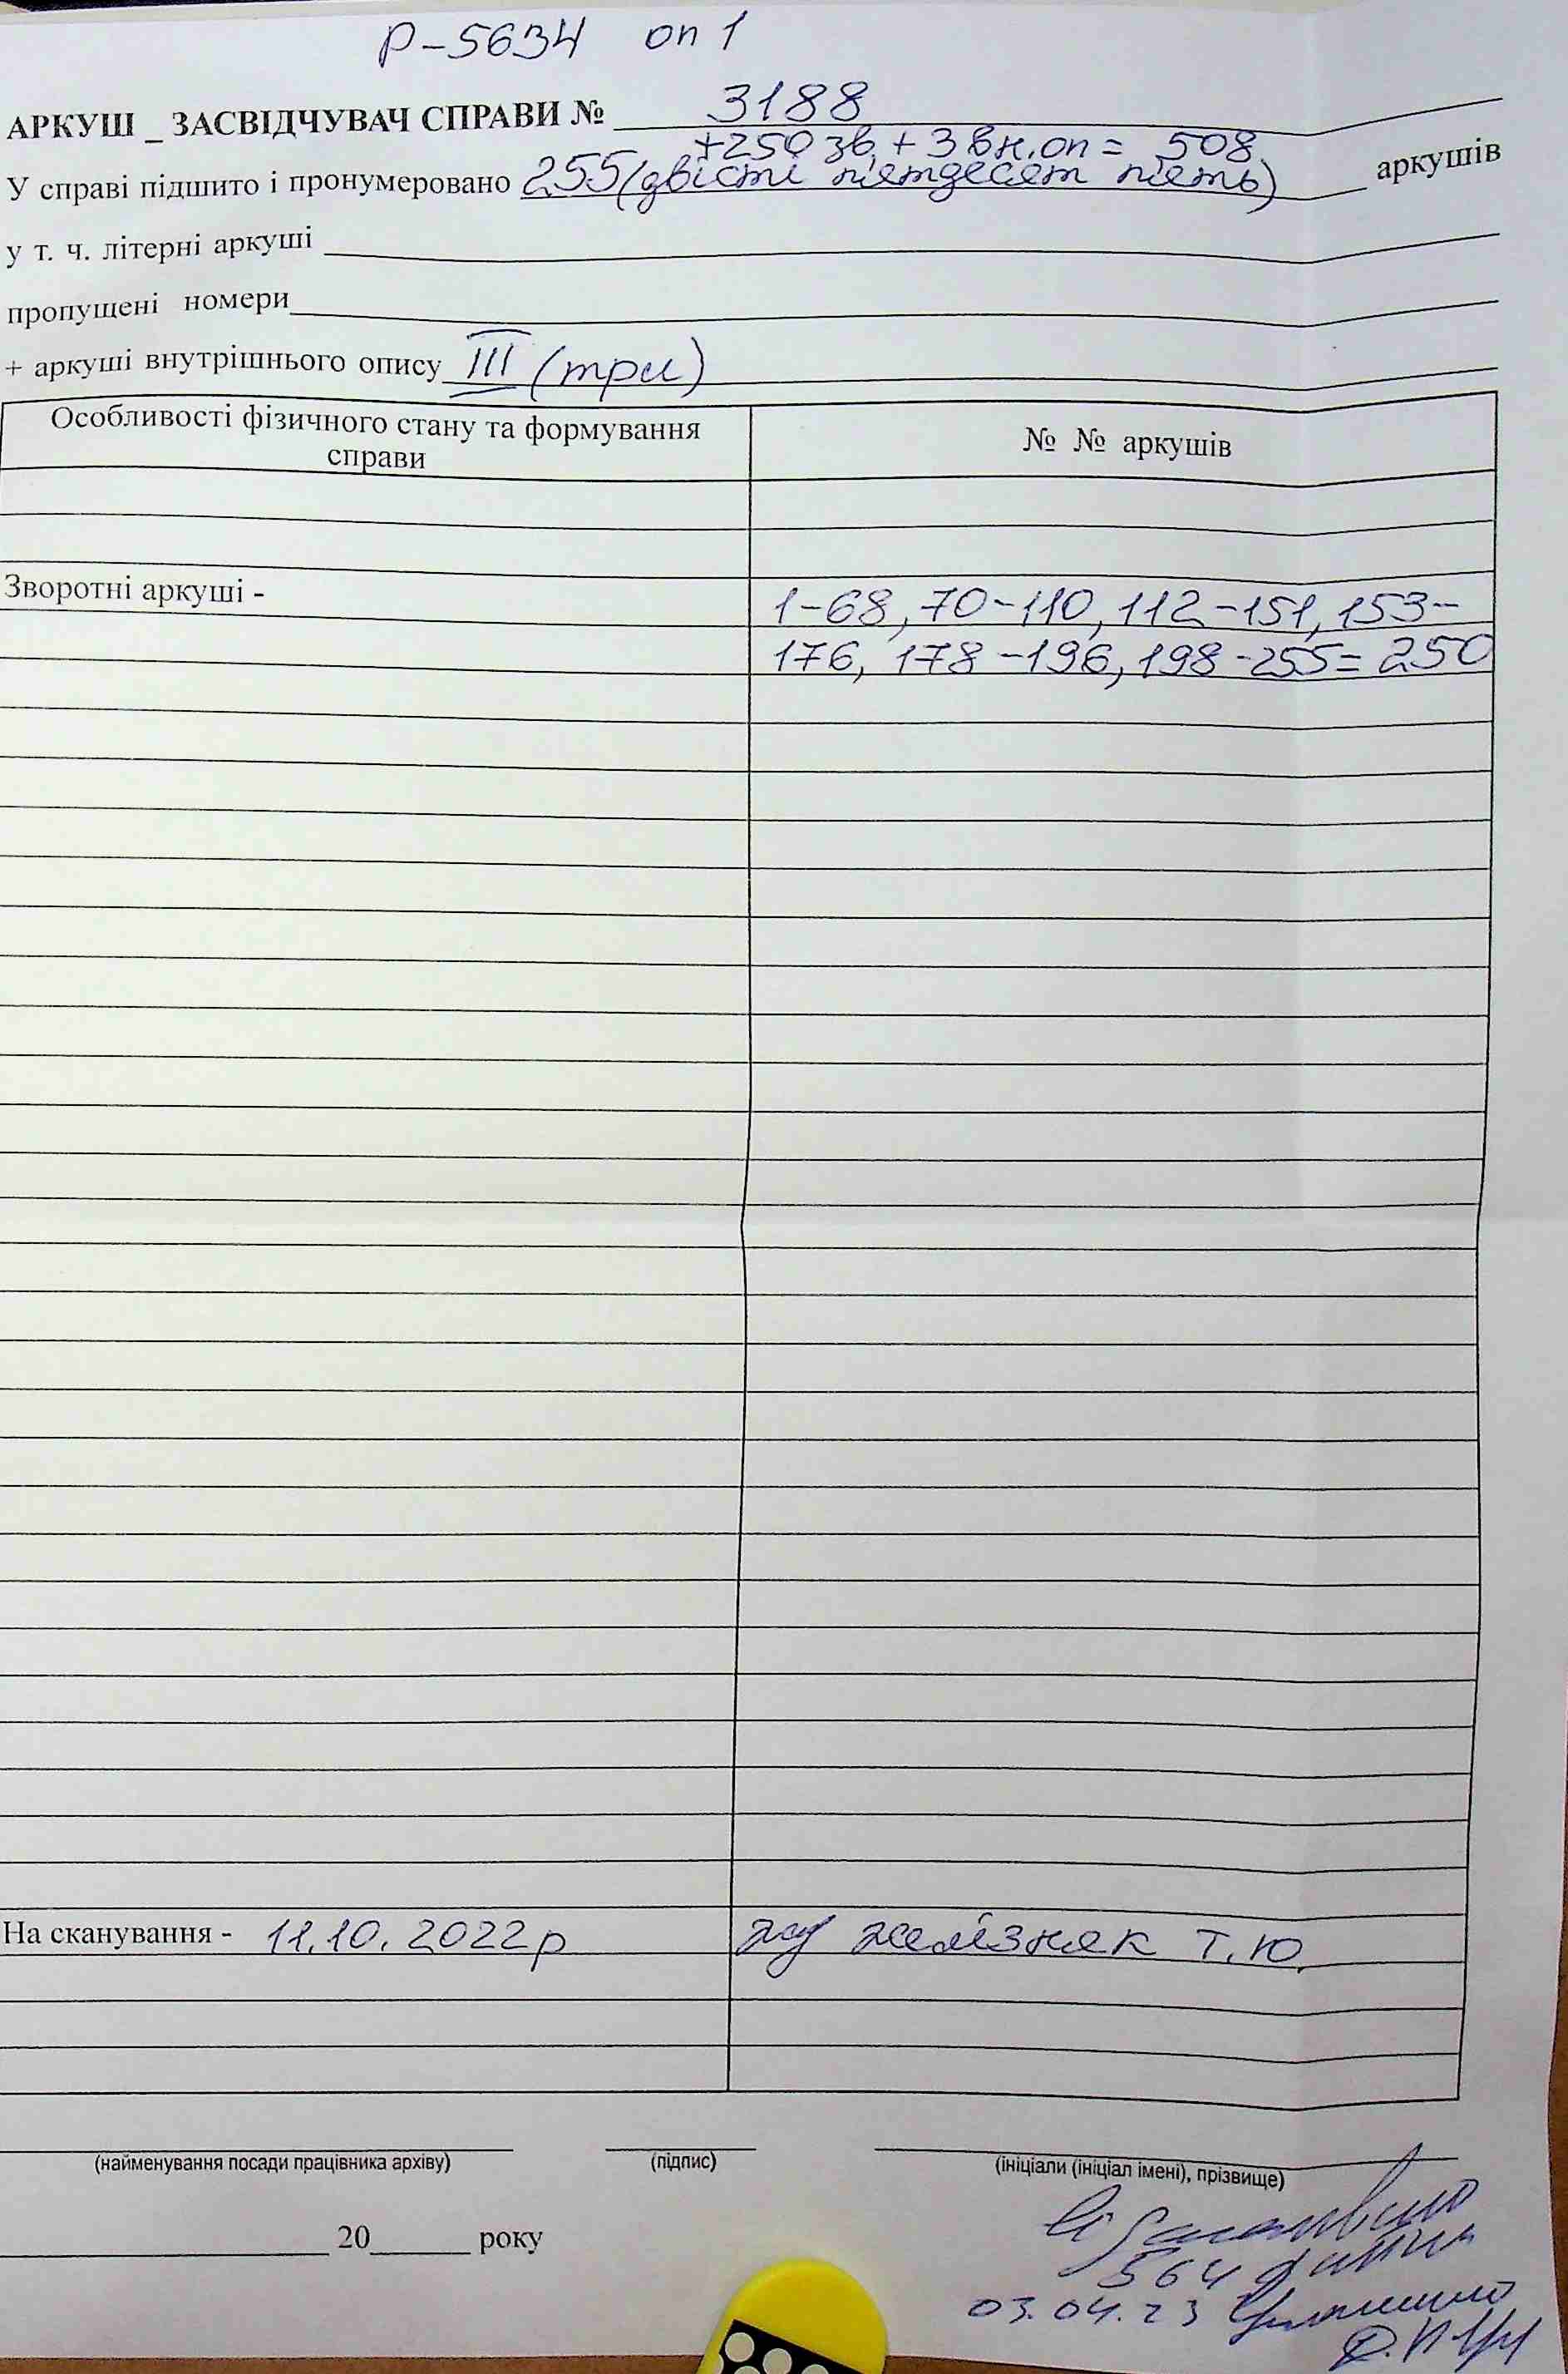 Р-5634 оп 1
АРКУШ _ ЗАСВІДЧУВАЧ СПРАВИ № 3188
+250 зв. + 3 вн. оп = 508
У справі підшито і пронумеровано 255 (двісті п'ятдесят п'ять) аркушів
у т. ч. літерні аркуші
пропущені номери
+ аркуші внутрішнього опису III (три)
Особливості фізичного стану та формування справи
№ № аркушів
Зворотні аркуші -
1-68, 70-110, 112-151, 153-
176, 178-196, 198-255 = 250
На сканування - 11.10.2022р
Желізняк Т.Ю.
(найменування посади працівника архіву)
(підпис)
(ініціали (ініціал імені), прізвище)
20 року
564
03.04.23